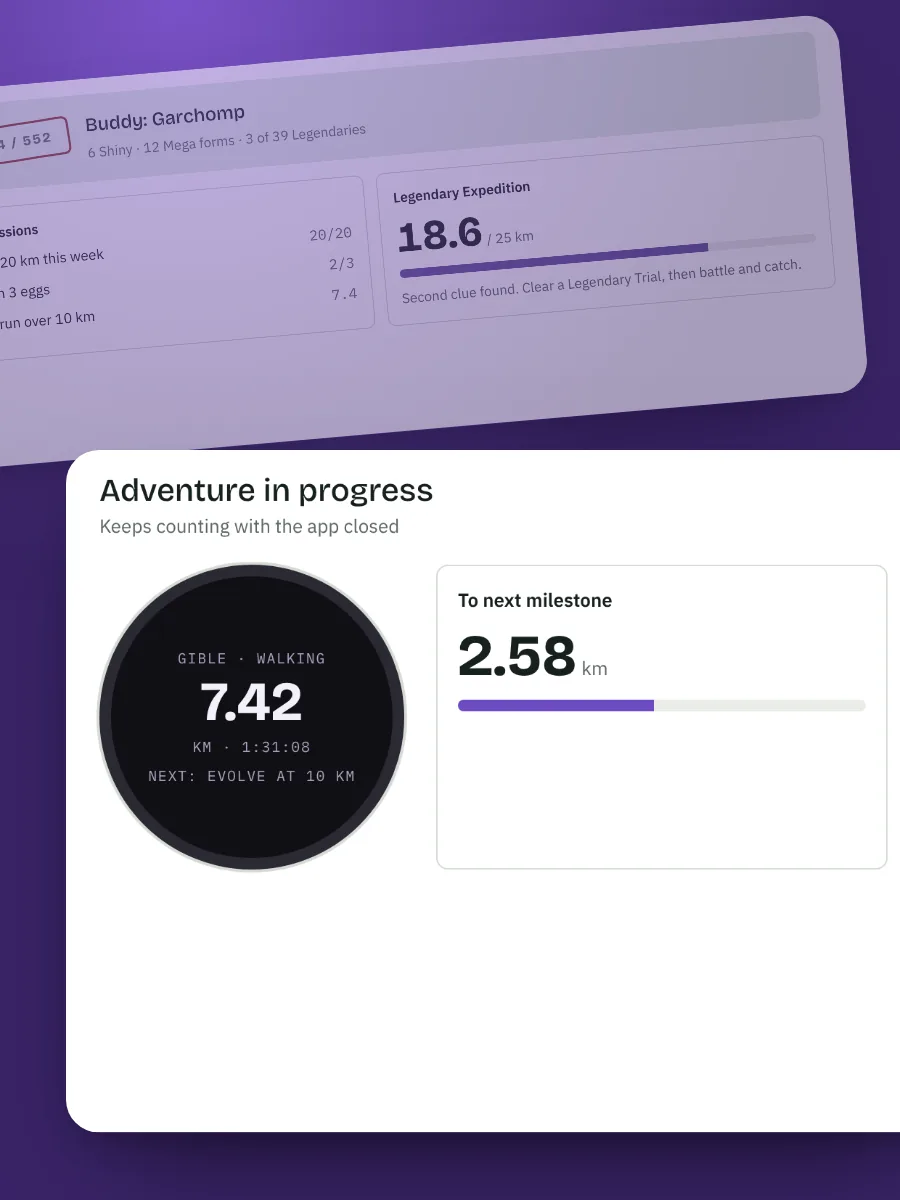 4 / 552
Buddy: Garchomp
6 Shiny · 12 Mega forms · 3 of 39 Legendaries
ssions
20 km this week 20/20
n 3 eggs 2/3
run over 10 km 7.4
Legendary Expedition
18.6 / 25 km
Second clue found. Clear a Legendary Trial, then battle and catch.
Adventure in progress
Keeps counting with the app closed
GIBLE · WALKING
7.42
KM · 1:31:08
NEXT: EVOLVE AT 10 KM
To next milestone
2.58 km